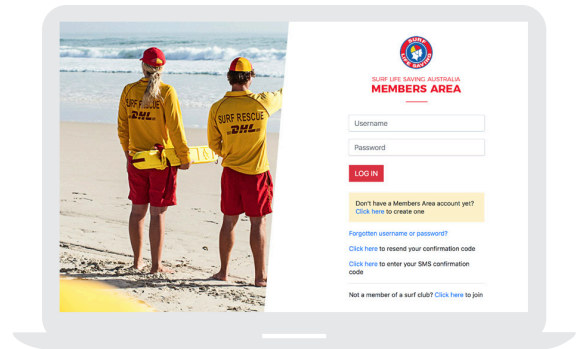 SURF
LIFE SAVING
SURF LIFE SAVING AUSTRALIA
MEMBERS AREA
Username
Password
LOG IN
Don't have a Members Area account yet?
Click here to create one
Forgotten username or password?
Click here to resend your confirmation code
Click here to enter your SMS confirmation
code
Not a member of a surf club? Click here to join
SURF RESCUE
DHL
SURF RESCUE
DHL
16